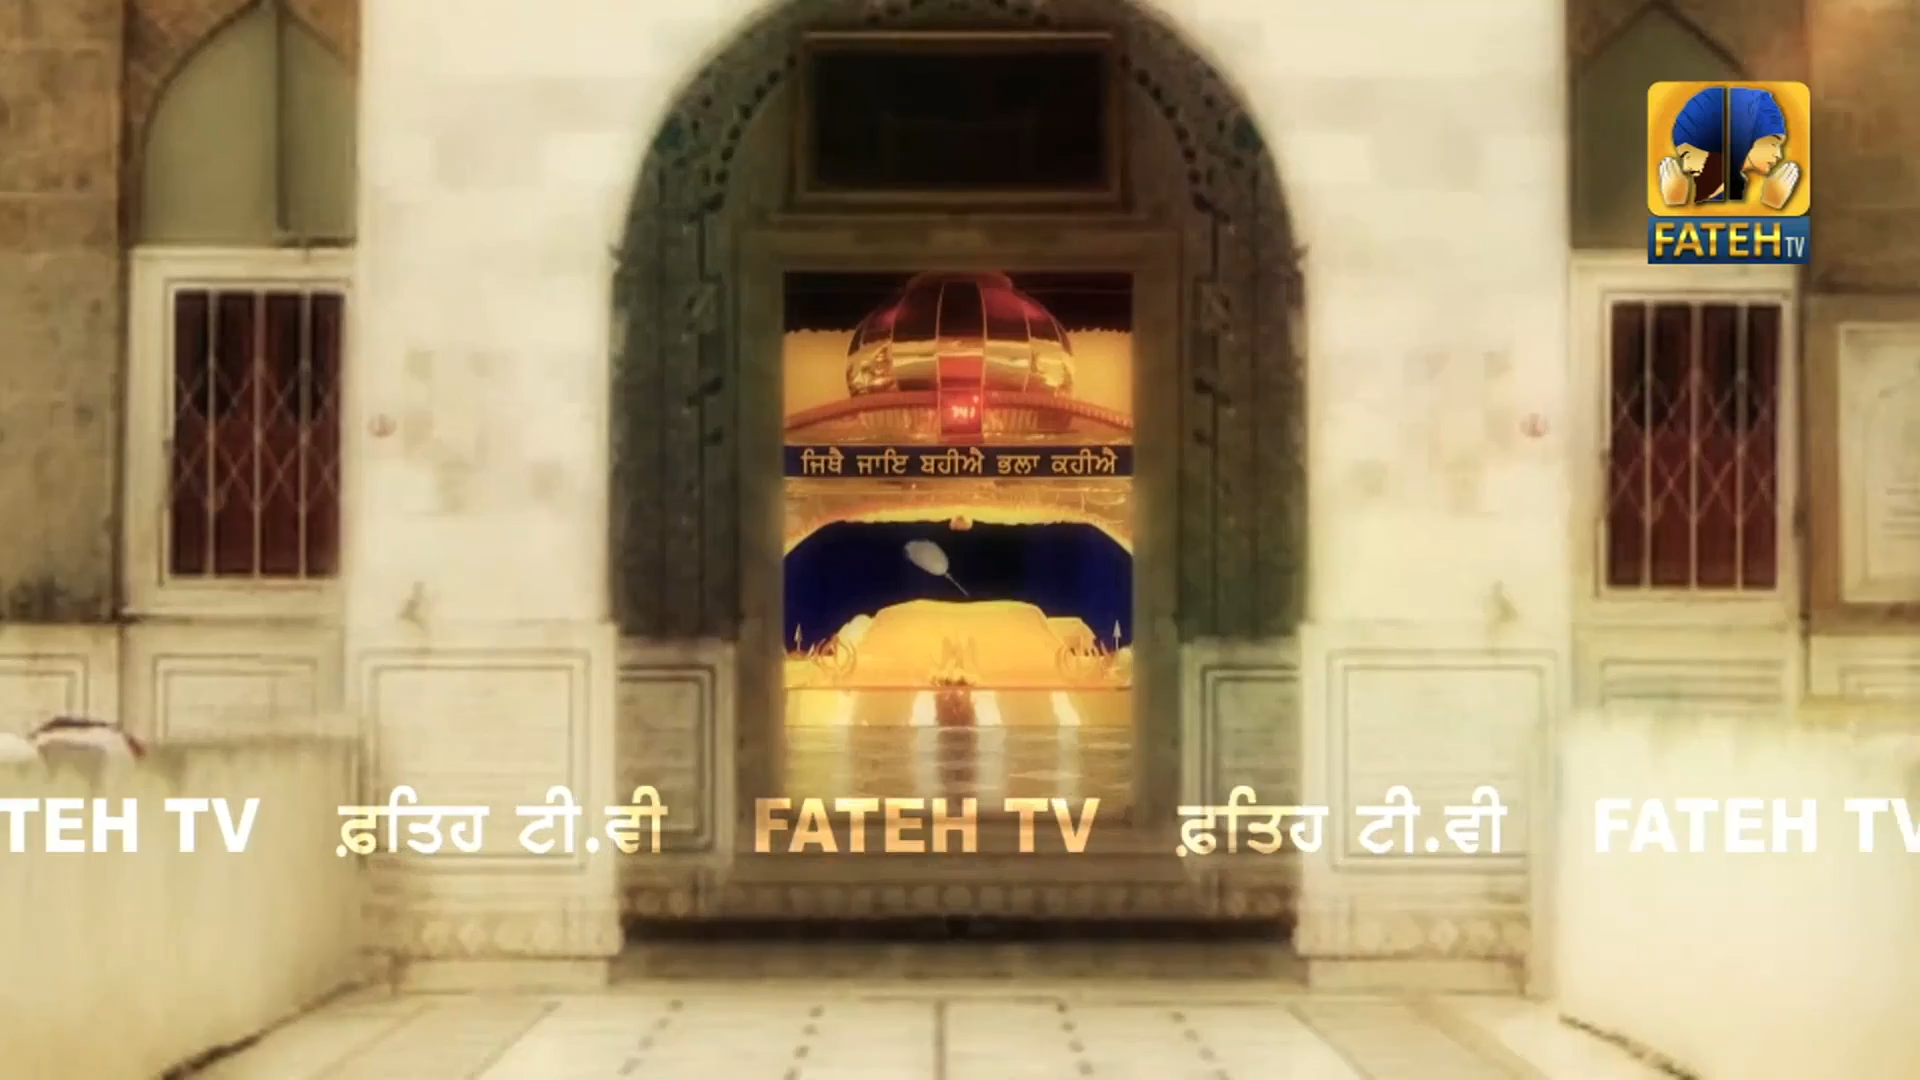 FATEH TV
ਜਿਥੈ ਜਾਇ ਬਹੀਐ ਭਲਾ ਕਹੀਐ
TEH TV ਫ਼ਤਿਹ ਟੀ.ਵੀ FATEH TV ਫ਼ਤਿਹ ਟੀ.ਵੀ FATEH TV